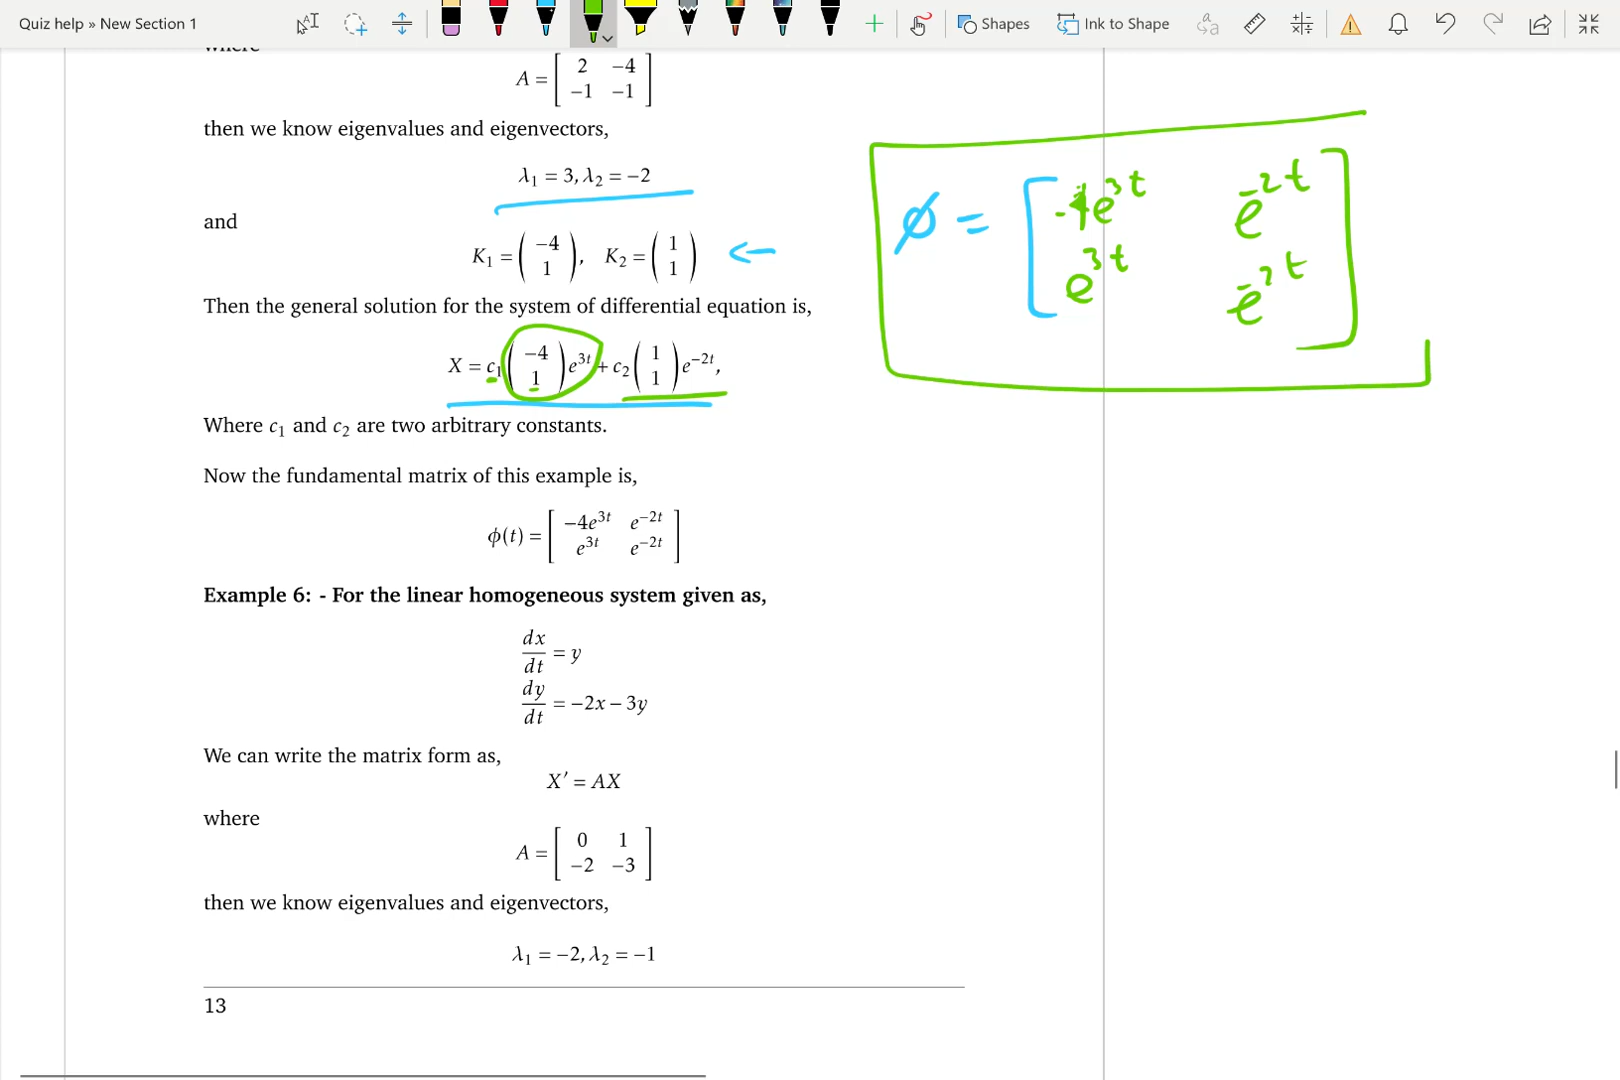 Quiz help » New Section 1
Shapes
Ink to Shape
where
A = [ 2 −4
−1 −1 ]
then we know eigenvalues and eigenvectors,
λ₁ = 3, λ₂ = −2
and
K₁ = ( −4
1 ), K₂ = ( 1
1 )
Then the general solution for the system of differential equation is,
X = c₁ ( −4
1 ) e^{3t} + c₂ ( 1
1 ) e^{−2t},
Where c₁ and c₂ are two arbitrary constants.
Now the fundamental matrix of this example is,
ϕ(t) = [ −4e^{3t} e^{−2t}
e^{3t} e^{−2t} ]
Example 6: - For the linear homogeneous system given as,
dx/dt = y
dy/dt = −2x − 3y
We can write the matrix form as,
X′ = AX
where
A = [ 0 1
−2 −3 ]
then we know eigenvalues and eigenvectors,
λ₁ = −2, λ₂ = −1
13
ϕ = [ -4e^{3t} e^{-2t}
e^{3t} e^{-2t} ]